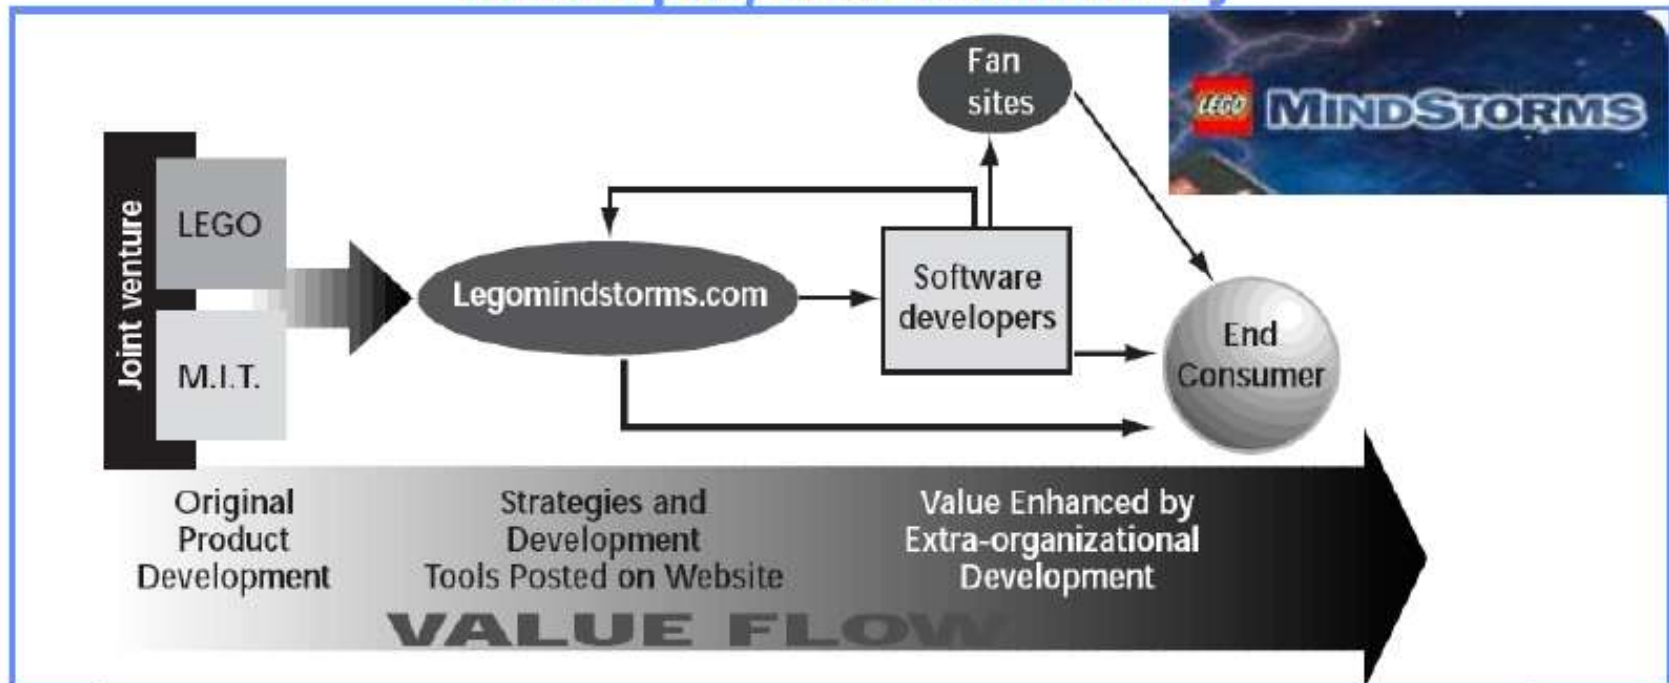 Fan
sites
LEGO MINDSTORMS
Joint venture
LEGO
M.I.T.
Legomindstorms.com
Software
developers
End
Consumer
Original
Product
Development
Strategies and
Development
Tools Posted on Website
Value Enhanced by
Extra-organizational
Development
VALUE FLOW